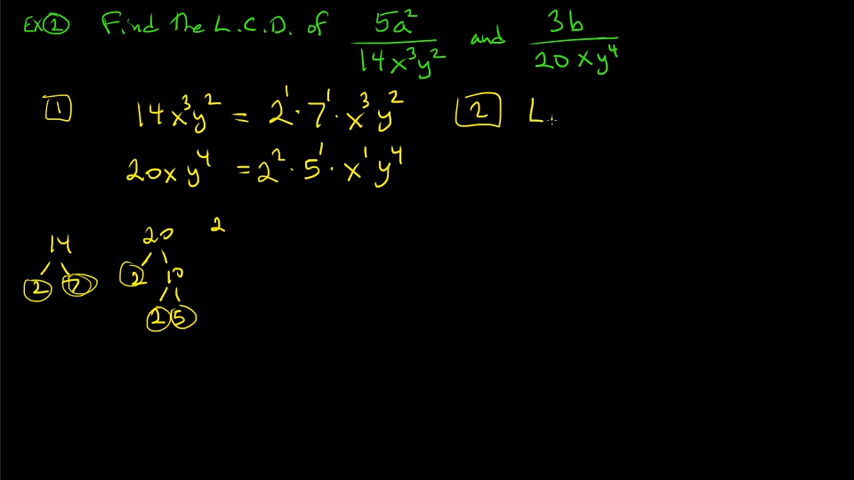 Ex② Find the L.C.D. of 5a²/14x³y² and 3b/20xy⁴
1 14x³y² = 2¹·7¹·x³y² 2 L.
20xy⁴ = 2²·5¹·x¹y⁴
14 20 2
2 7 2 10
2 5